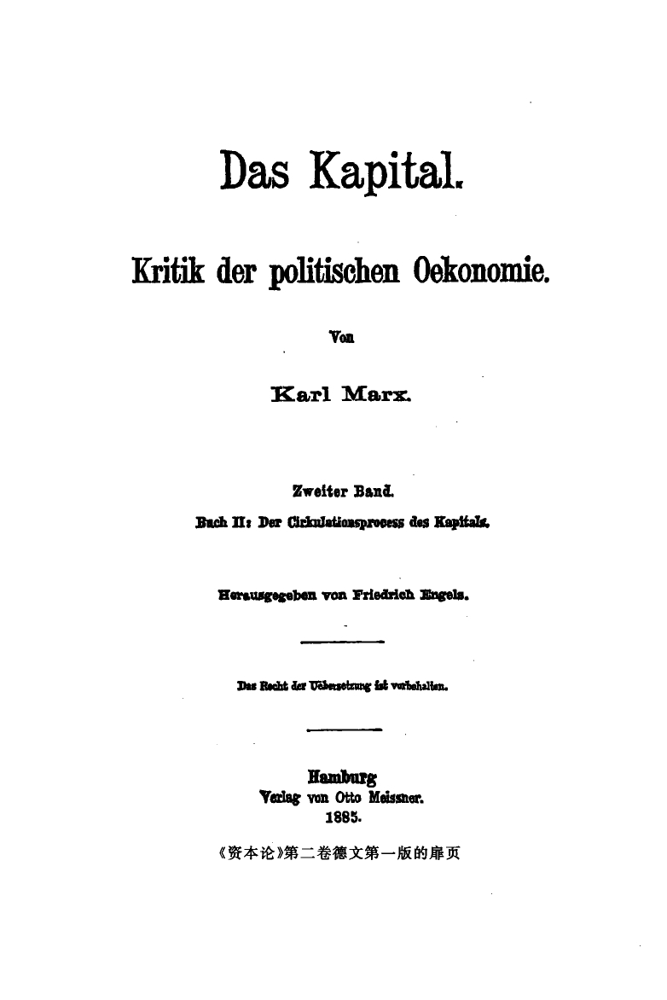 Das Kapital.
Kritik der politischen Oekonomie.
Von
Karl Marx.
Zweiter Band.
Buch II: Der Cirkulationsprocess des Kapitals.
Herausgegeben von Friedrich Engels.
Das Recht der Uebersetzung ist vorbehalten.
Hamburg
Verlag von Otto Meissner.
1885.
《资本论》第二卷德文第一版的扉页